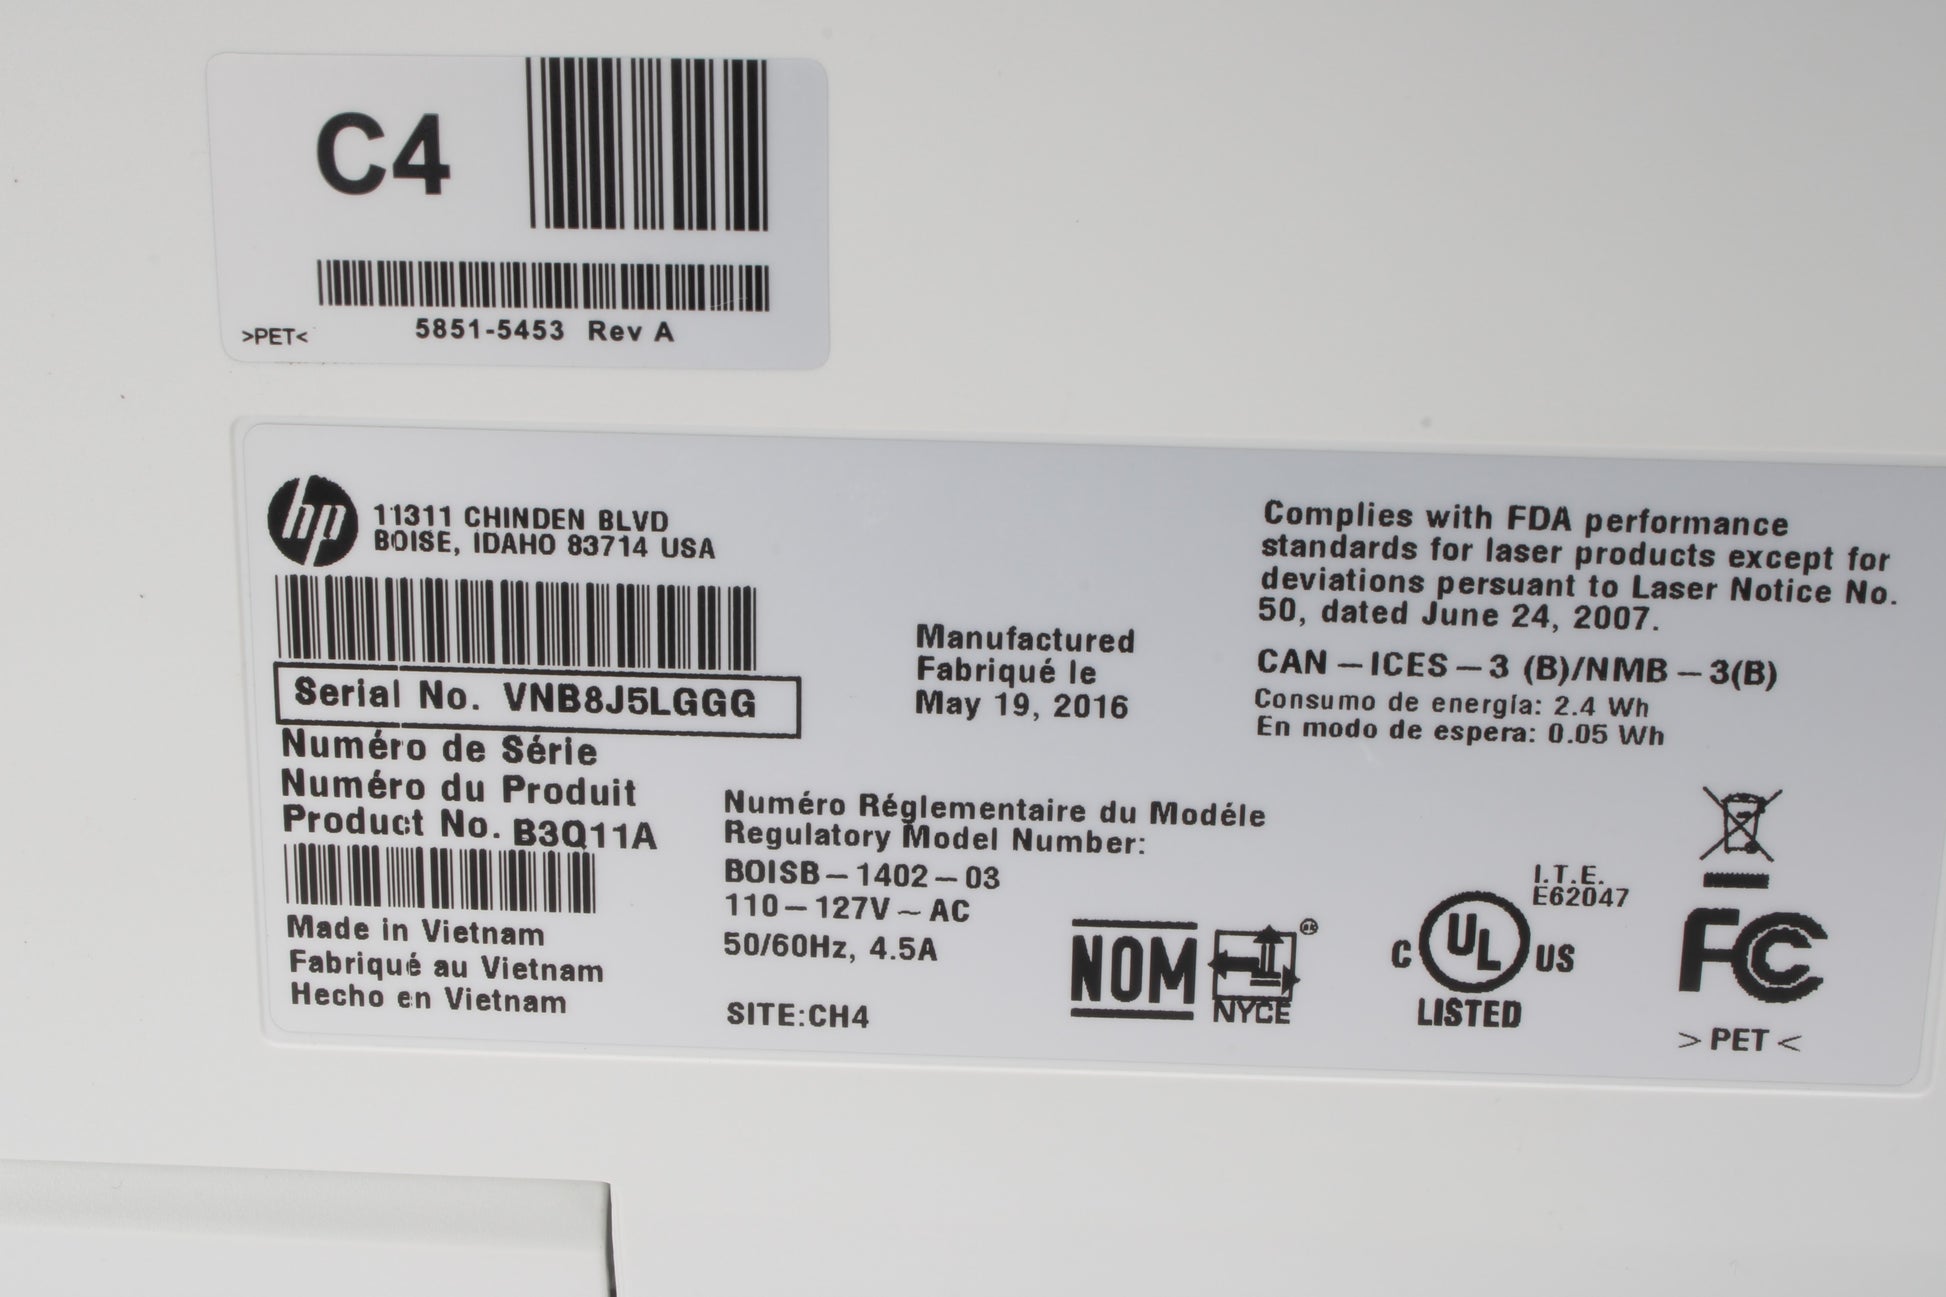 C4
>PET<
5851-5453 Rev A
hp
11311 CHINDEN BLVD
BOISE, IDAHO 83714 USA
Serial No. VNB8J5LGGG
Numéro de Série
Numéro du Produit
Product No. B3Q11A
Made in Vietnam
Fabriqué au Vietnam
Hecho en Vietnam
Manufactured
Fabriqué le
May 19, 2016
Numéro Réglementaire du Modéle
Regulatory Model Number:
BOISB-1402-03
110-127V~AC
50/60Hz, 4.5A
SITE:CH4
Complies with FDA performance
standards for laser products except for
deviations persuant to Laser Notice No.
50, dated June 24, 2007.
CAN-ICES-3 (B)/NMB-3(B)
Consumo de energía: 2.4 Wh
En modo de espera: 0.05 Wh
NOM
NYCE
®
I.T.E.
E62047
C UL US
LISTED
FC
> PET <